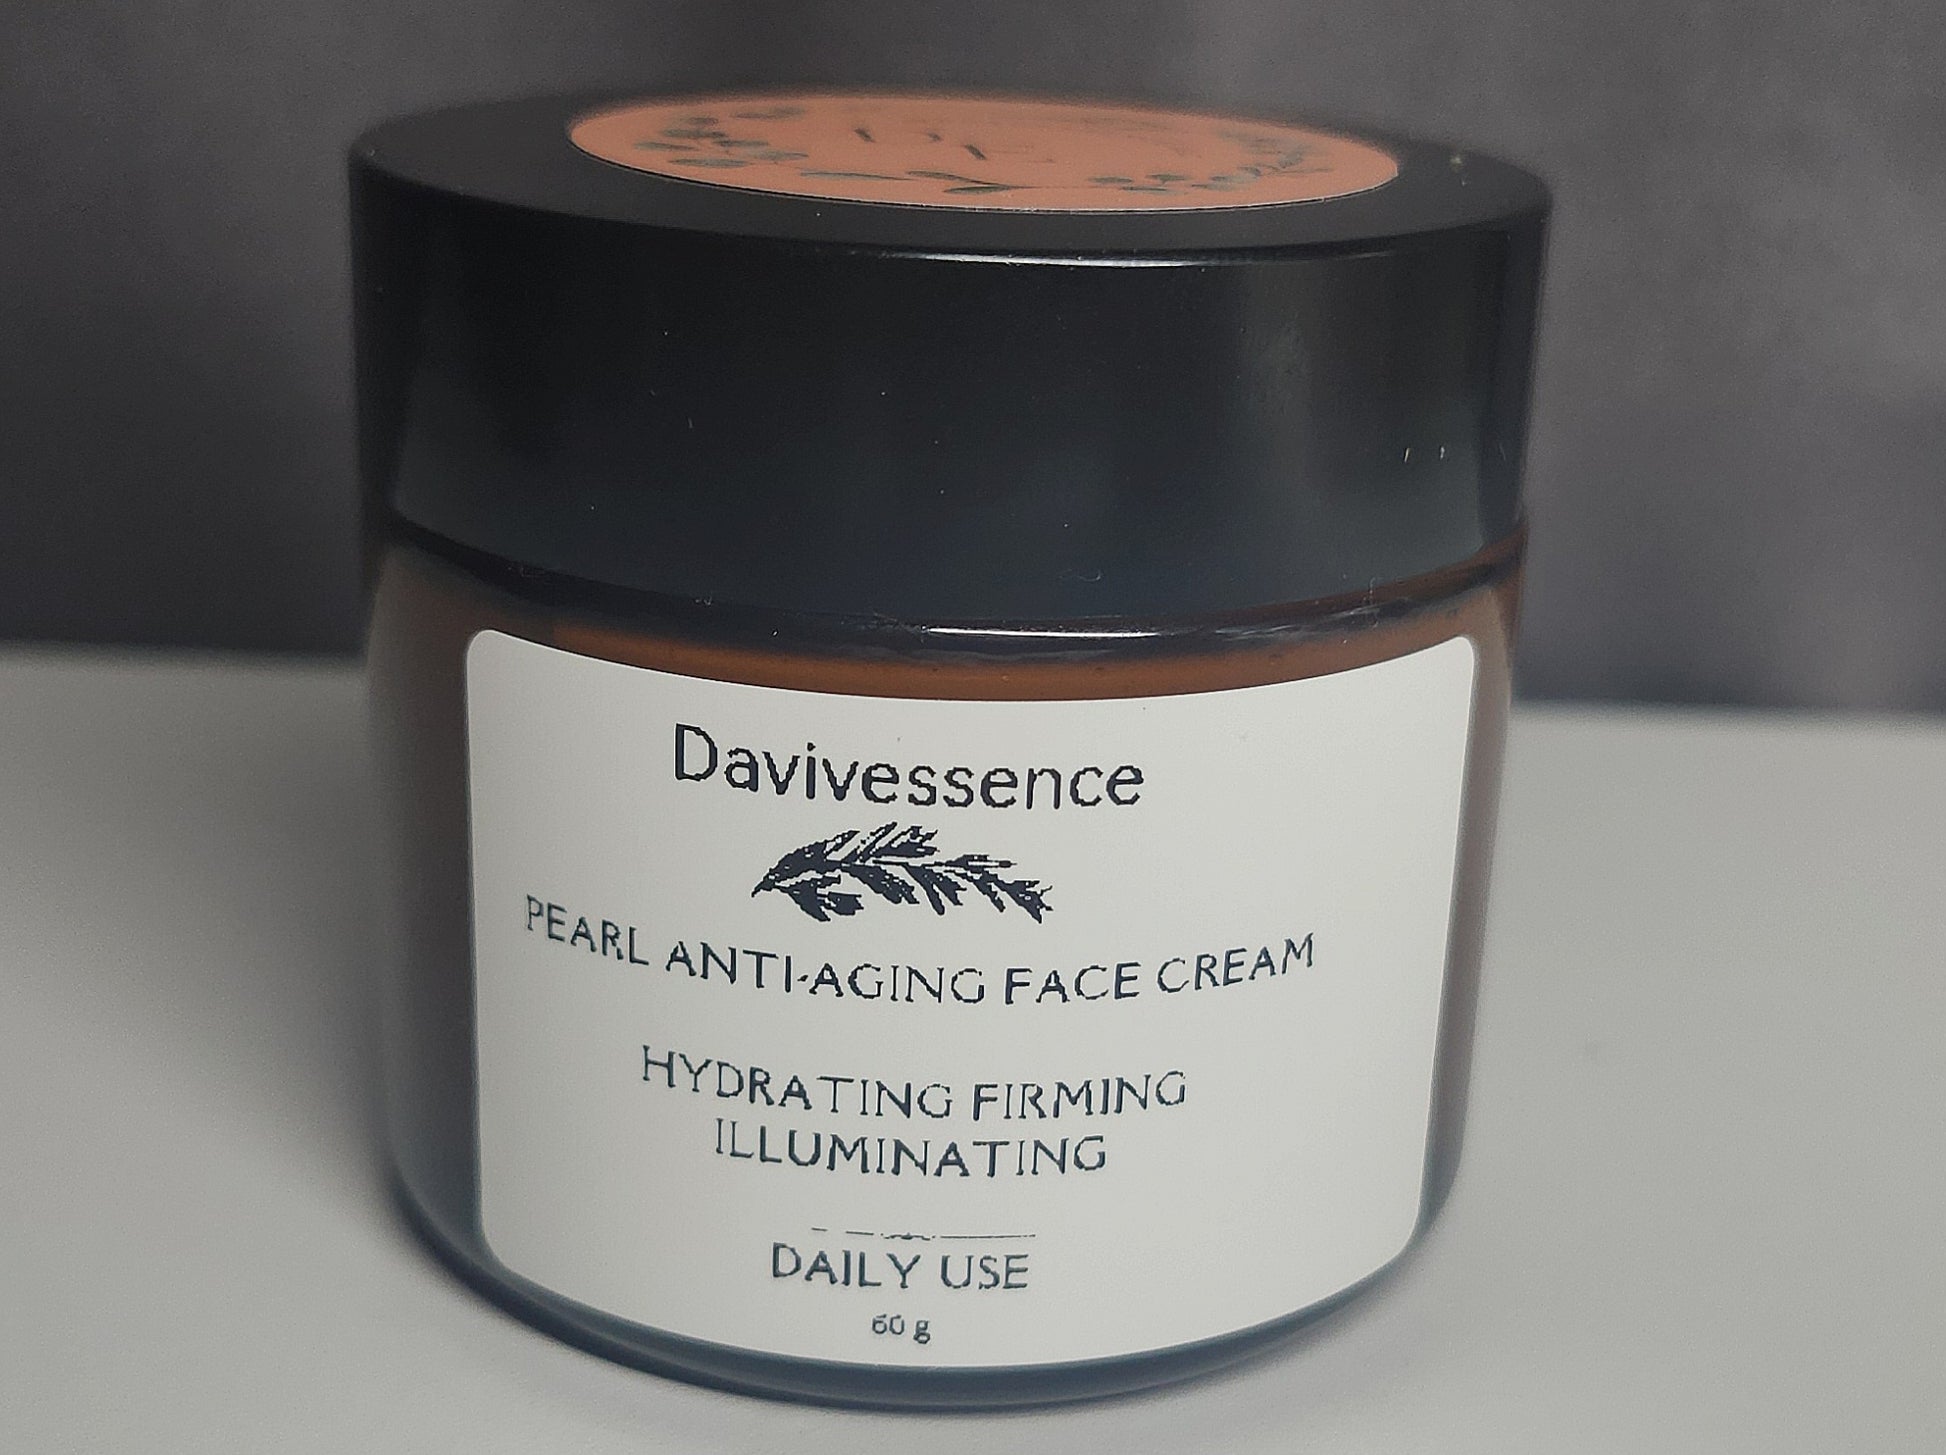 Davivessence
PEARL ANTI-AGING FACE CREAM
HYDRATING FIRMING
ILLUMINATING
DAILY USE
60 g